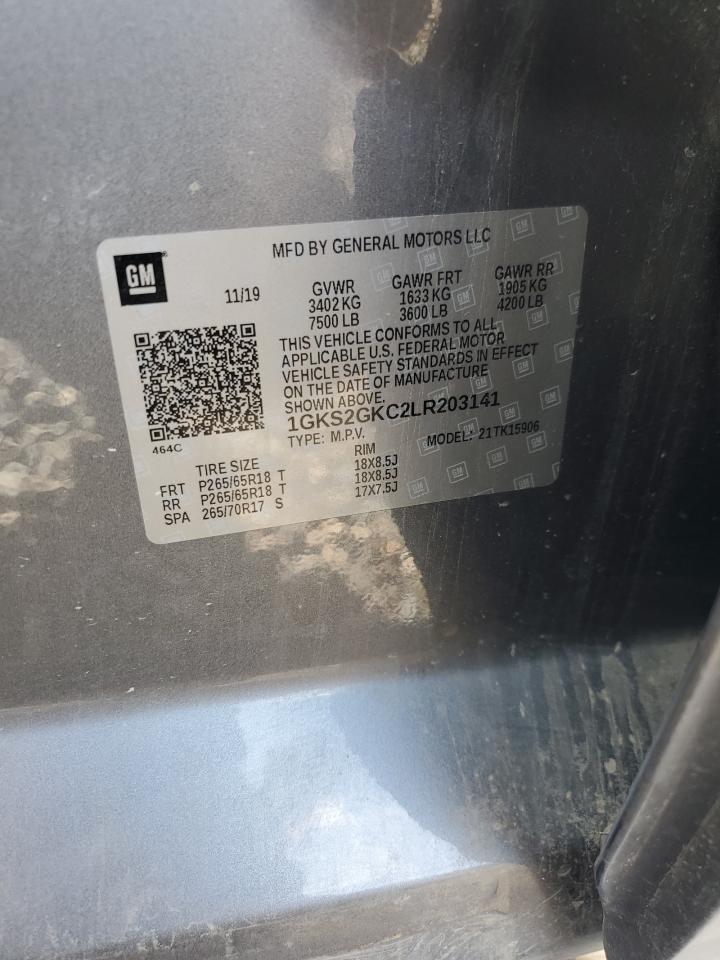 MFD BY GENERAL MOTORS LLC
GM
11/19
GVWR GAWR FRT GAWR RR
3402 KG 1633 KG 1905 KG
7500 LB 3600 LB 4200 LB
THIS VEHICLE CONFORMS TO ALL
APPLICABLE U.S. FEDERAL MOTOR
VEHICLE SAFETY STANDARDS IN EFFECT
ON THE DATE OF MANUFACTURE
SHOWN ABOVE.
1GKS2GKC2LR203141
TYPE: M.P.V. MODEL: 21TK15906
464C
TIRE SIZE RIM
FRT P265/65R18 T 18X8.5J
RR P265/65R18 T 18X8.5J
SPA 265/70R17 S 17X7.5J